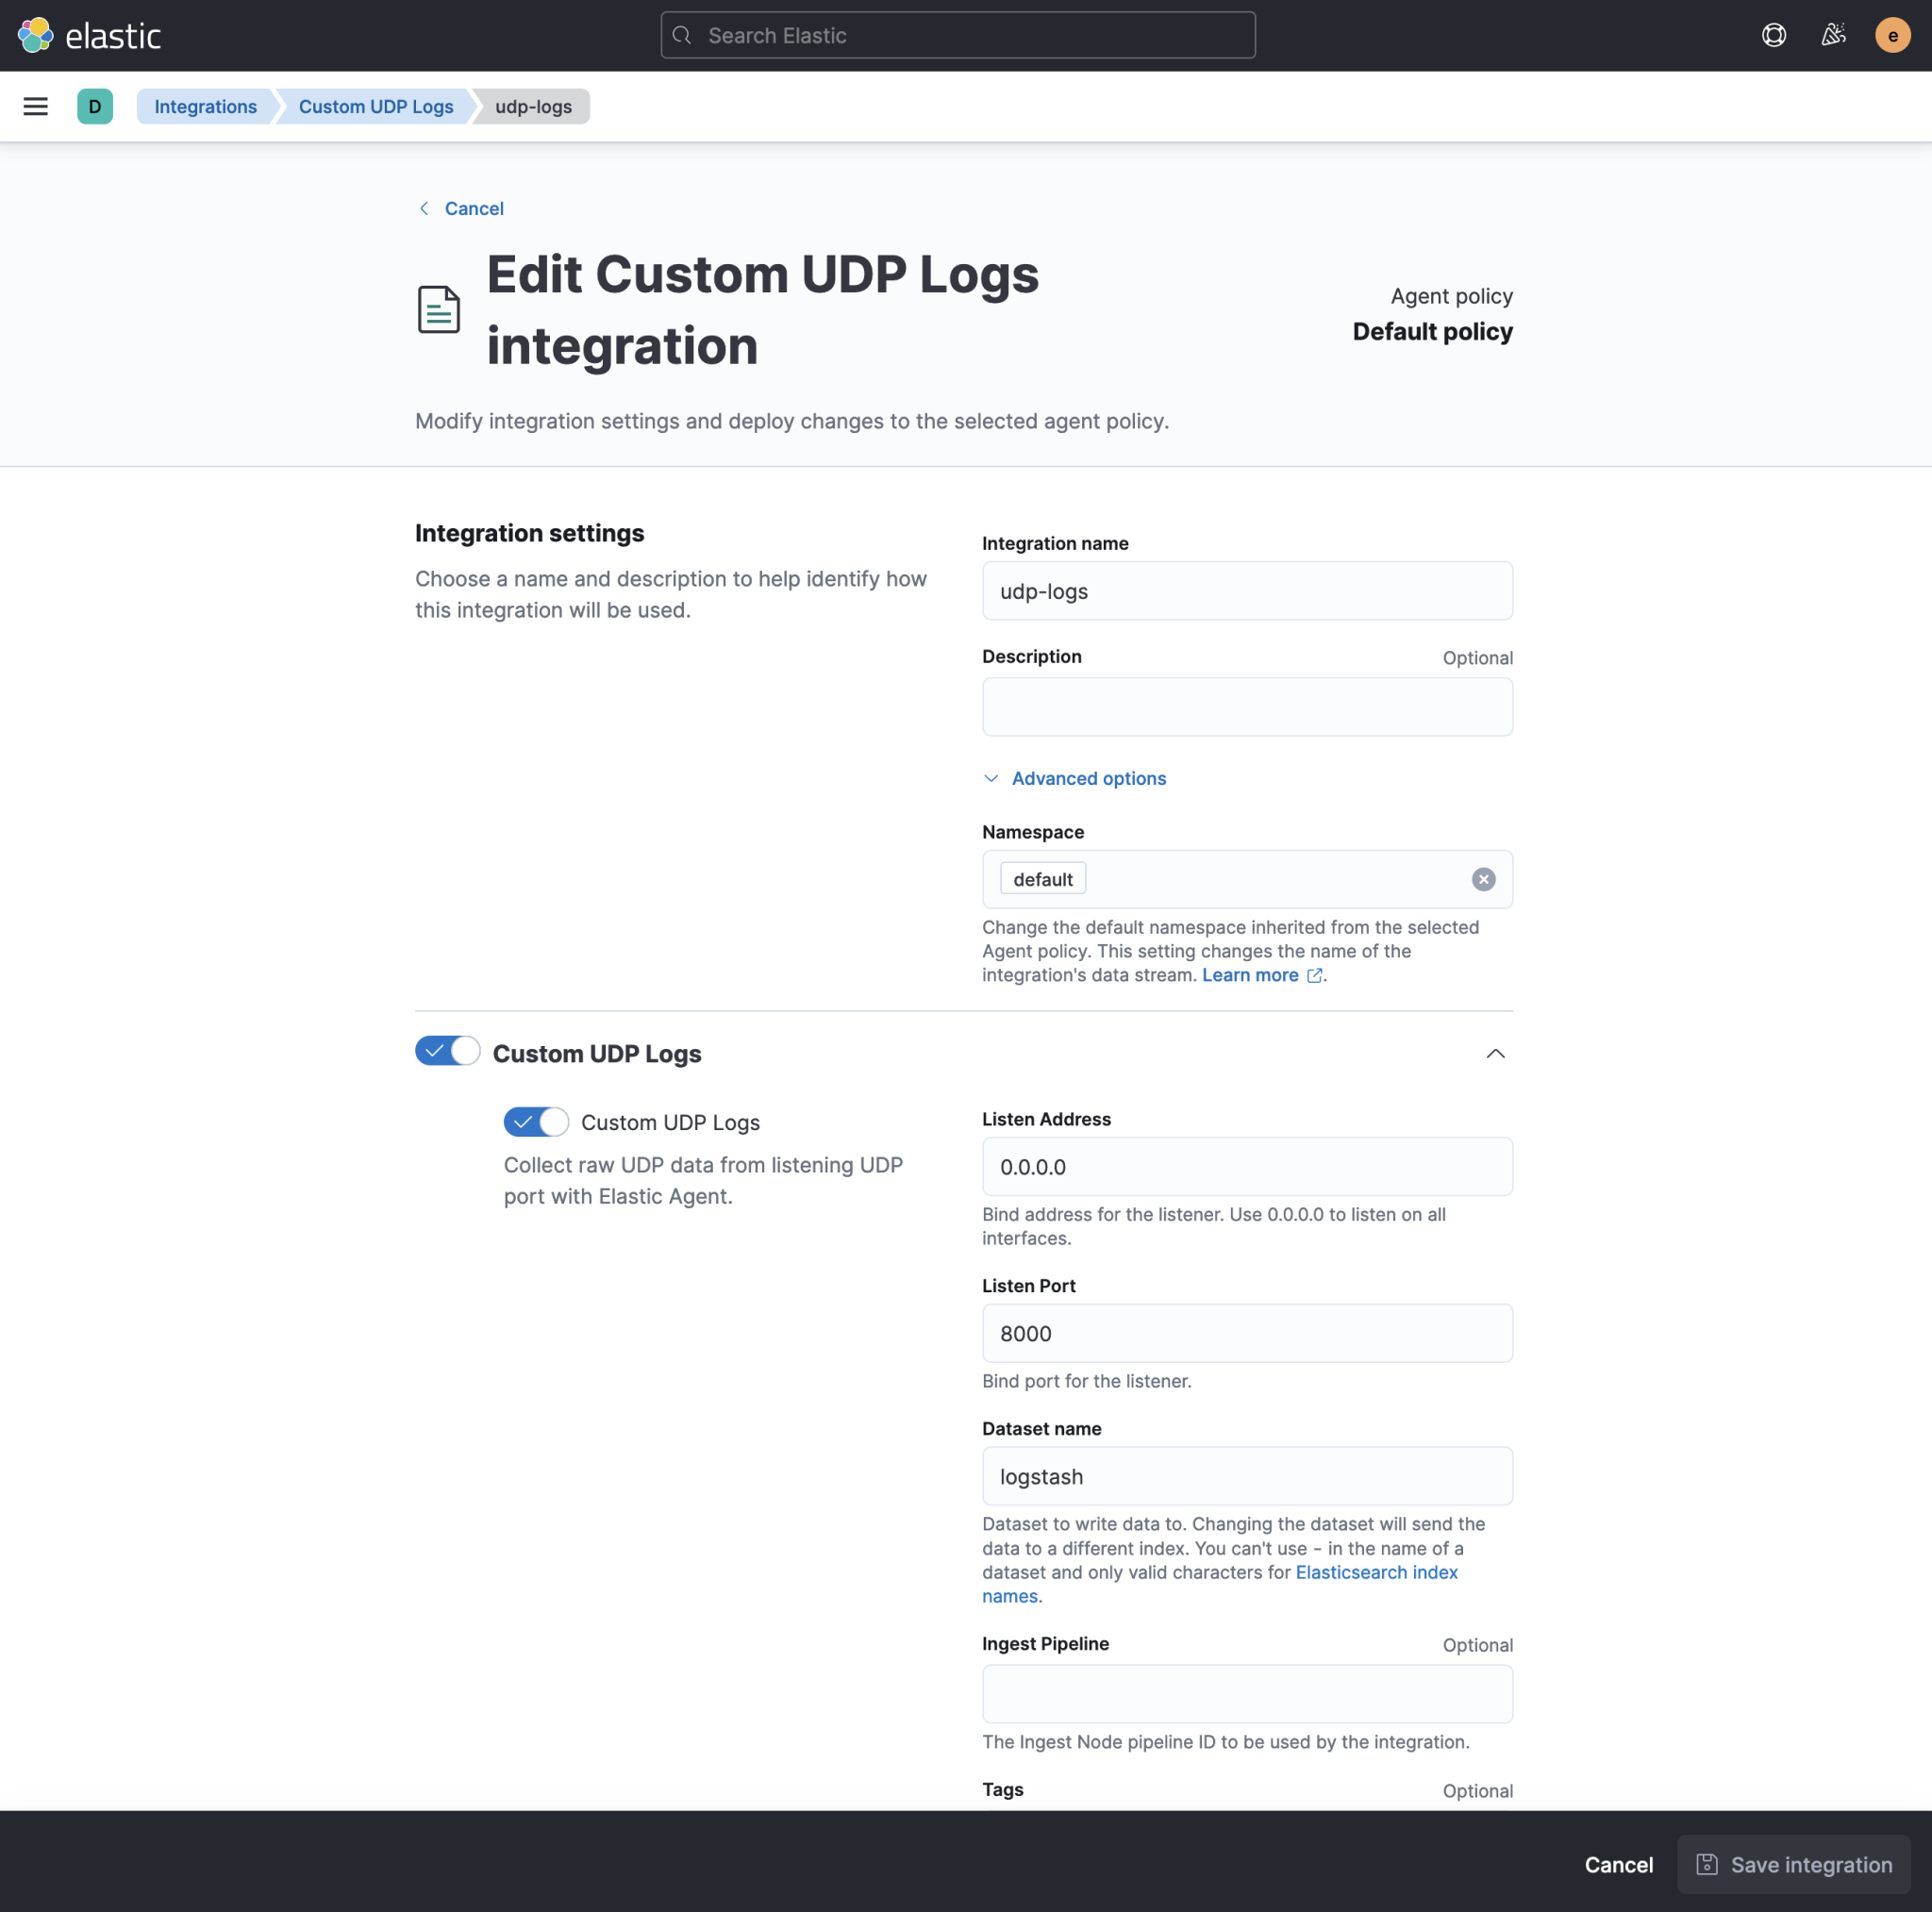 elastic
Search Elastic
e
D
Integrations
Custom UDP Logs
udp-logs
Cancel
Edit Custom UDP Logs
integration
Agent policy
Default policy
Modify integration settings and deploy changes to the selected agent policy.
Integration settings
Choose a name and description to help identify how
this integration will be used.
Integration name
udp-logs
Description
Optional
Advanced options
Namespace
default
Change the default namespace inherited from the selected
Agent policy. This setting changes the name of the
integration's data stream. Learn more .
Custom UDP Logs
Custom UDP Logs
Collect raw UDP data from listening UDP
port with Elastic Agent.
Listen Address
0.0.0.0
Bind address for the listener. Use 0.0.0.0 to listen on all
interfaces.
Listen Port
8000
Bind port for the listener.
Dataset name
logstash
Dataset to write data to. Changing the dataset will send the
data to a different index. You can't use - in the name of a
dataset and only valid characters for Elasticsearch index
names.
Ingest Pipeline
Optional
The Ingest Node pipeline ID to be used by the integration.
Tags
Optional
Cancel
Save integration